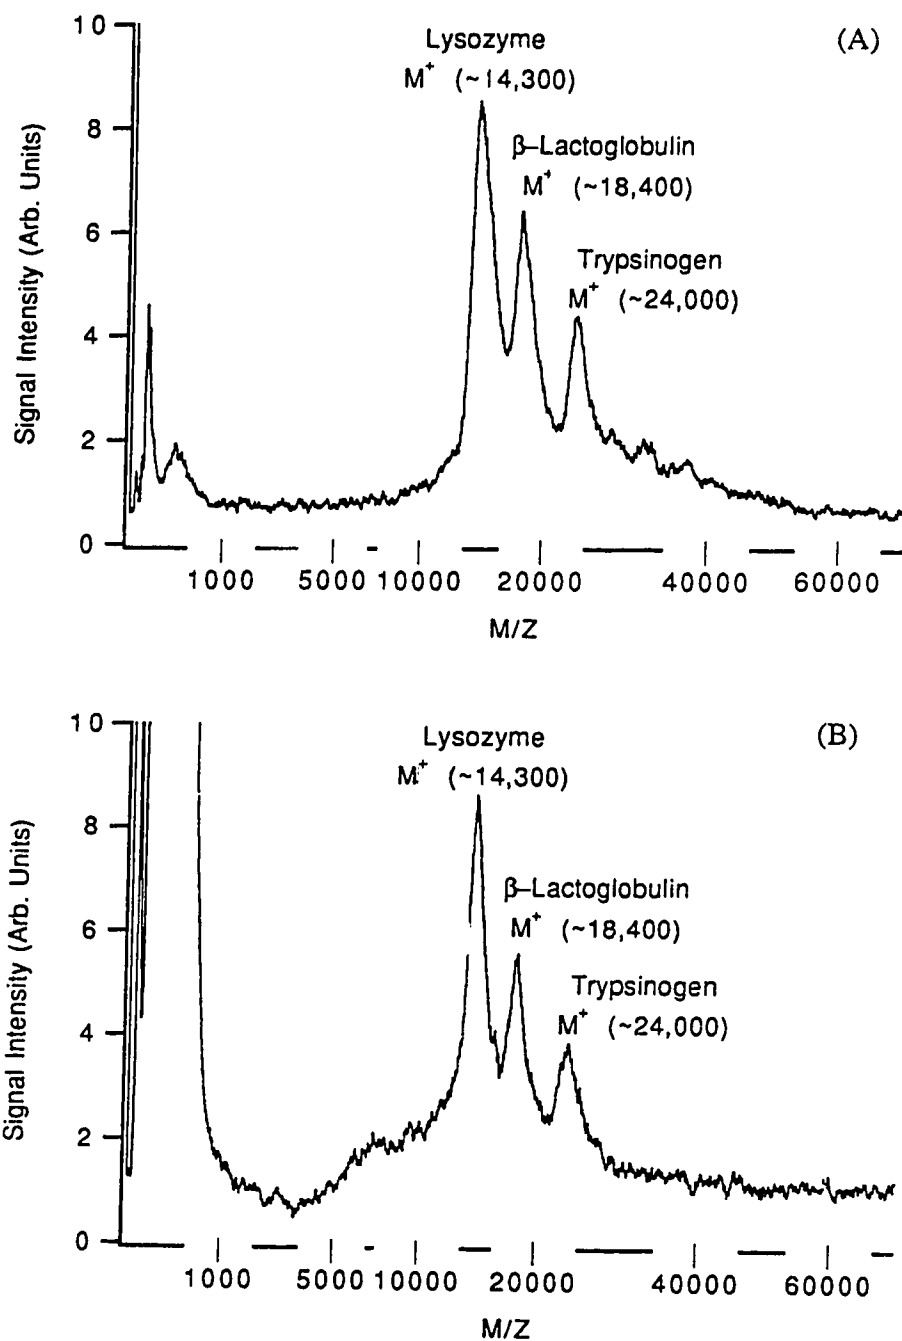 (A)
10
8
6
4
2
0
Signal Intensity (Arb. Units)
Lysozyme
M+ (~14,300)
β–Lactoglobulin
M+ (~18,400)
Trypsinogen
M+ (~24,000)
1000 5000 10000 20000 40000 60000
M/Z
(B)
10
8
6
4
2
0
Signal Intensity (Arb. Units)
Lysozyme
M+ (~14,300)
β–Lactoglobulin
M+ (~18,400)
Trypsinogen
M+ (~24,000)
1000 5000 10000 20000 40000 60000
M/Z